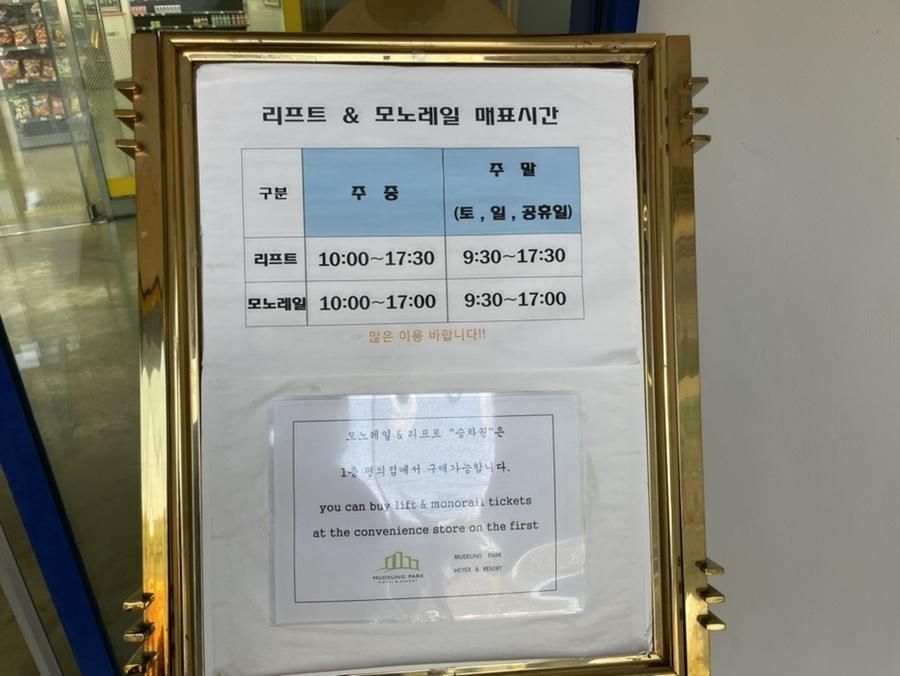 리프트 & 모노레일 매표시간
구분 주 중 주 말
(토 , 일 , 공휴일)
리프트 10:00~17:30 9:30~17:30
모노레일 10:00~17:00 9:30~17:00
☞ 많은 이용 바랍니다!!
모노레일 & 리프트 "승차권"은
1층 편의점에서 구매가능합니다.
you can buy lift & monorail tickets
at the convenience store on the first
MUDEUNG PARK
HOTEL & RESORT
MUDEUNG PARK
HOTER & RESORT